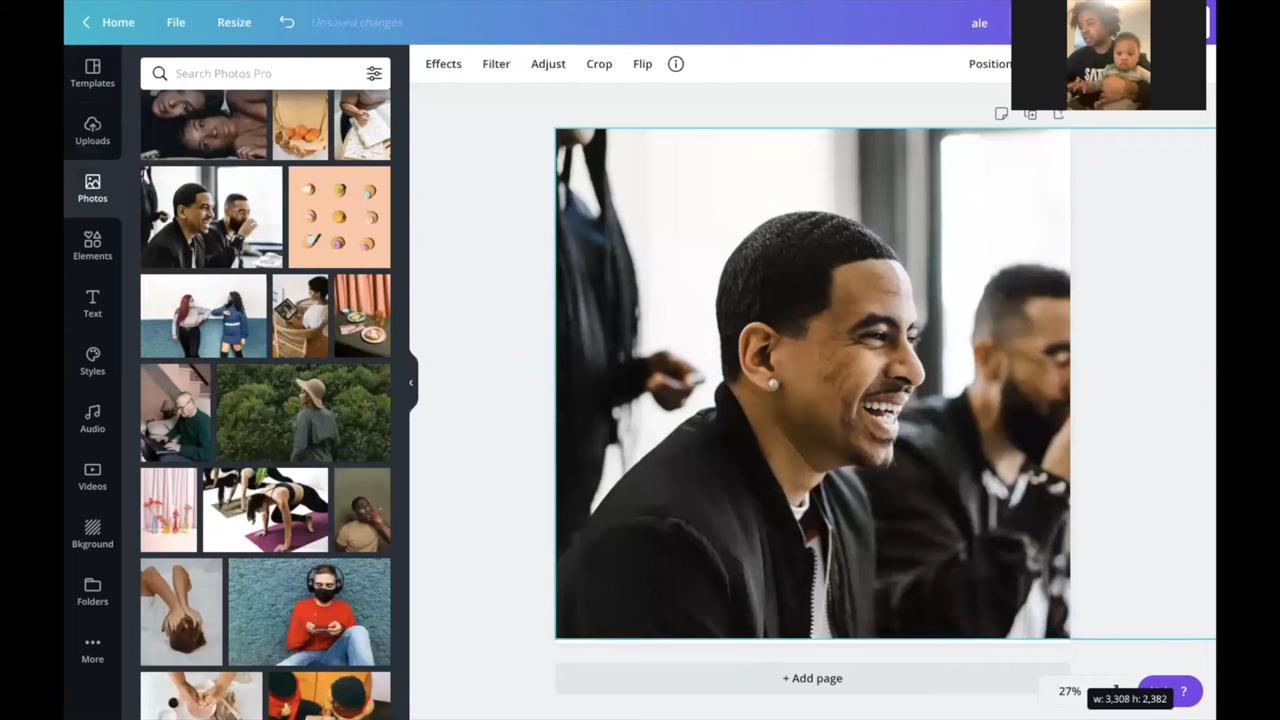 Home File Resize Unsaved changes ale
Templates
Uploads
Photos
Elements
Text
Styles
Audio
Videos
Bkground
Folders
More
Search Photos Pro
Effects Filter Adjust Crop Flip Position
+ Add page
27% ?
w: 3,308 h: 2,382